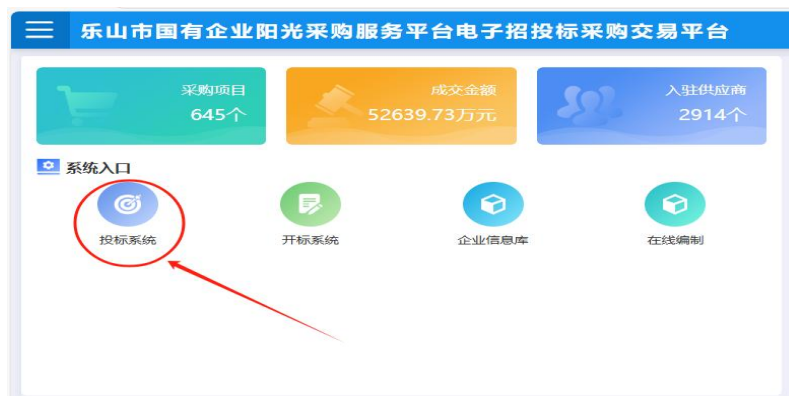 乐山市国有企业阳光采购服务平台电子招投标采购交易平台
采购项目
645个
成交金额
52639.73万元
入驻供应商
2914个
系统入口
投标系统
开标系统
企业信息库
在线编制